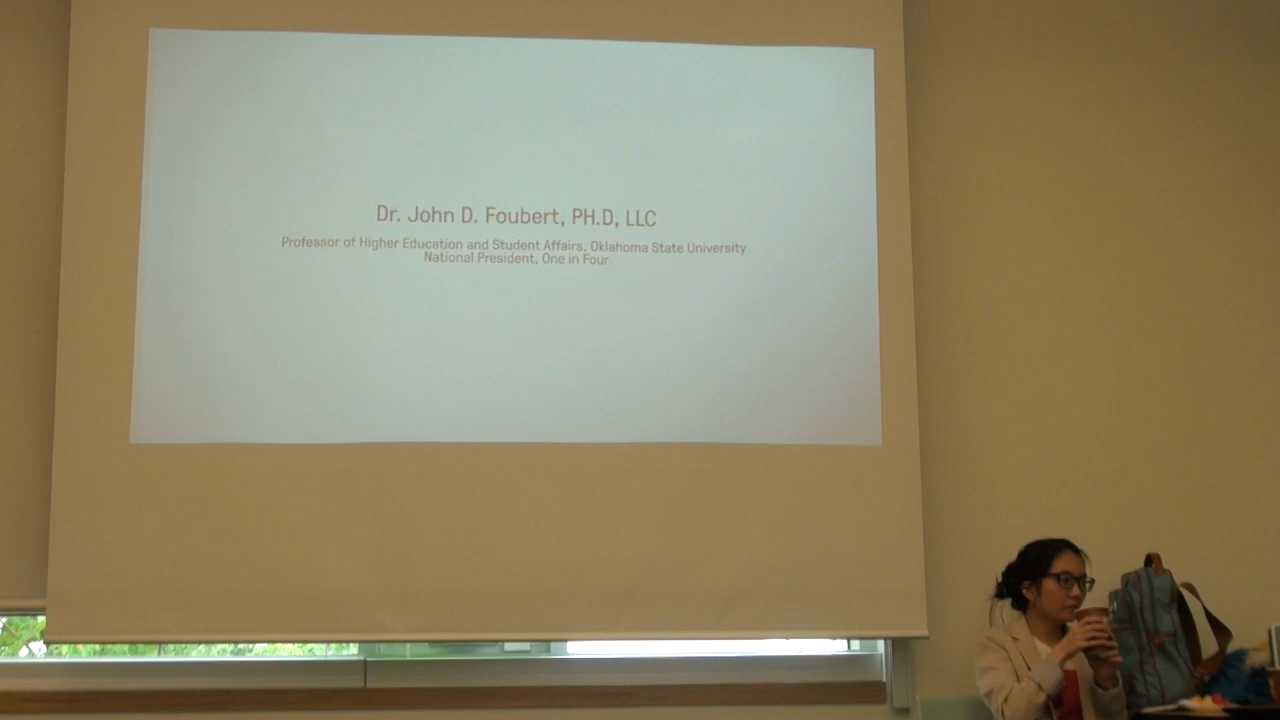 Dr. John D. Foubert, PH.D, LLC
Professor of Higher Education and Student Affairs, Oklahoma State University
National President, One in Four